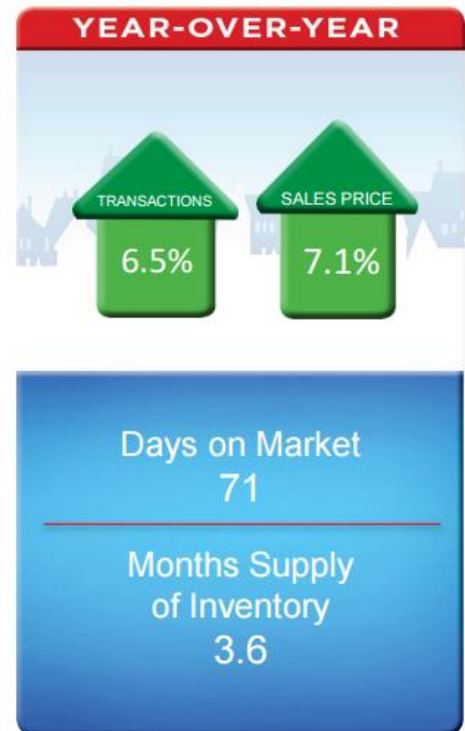 YEAR-OVER-YEAR
TRANSACTIONS
6.5%
SALES PRICE
7.1%
Days on Market
71
Months Supply
of Inventory
3.6